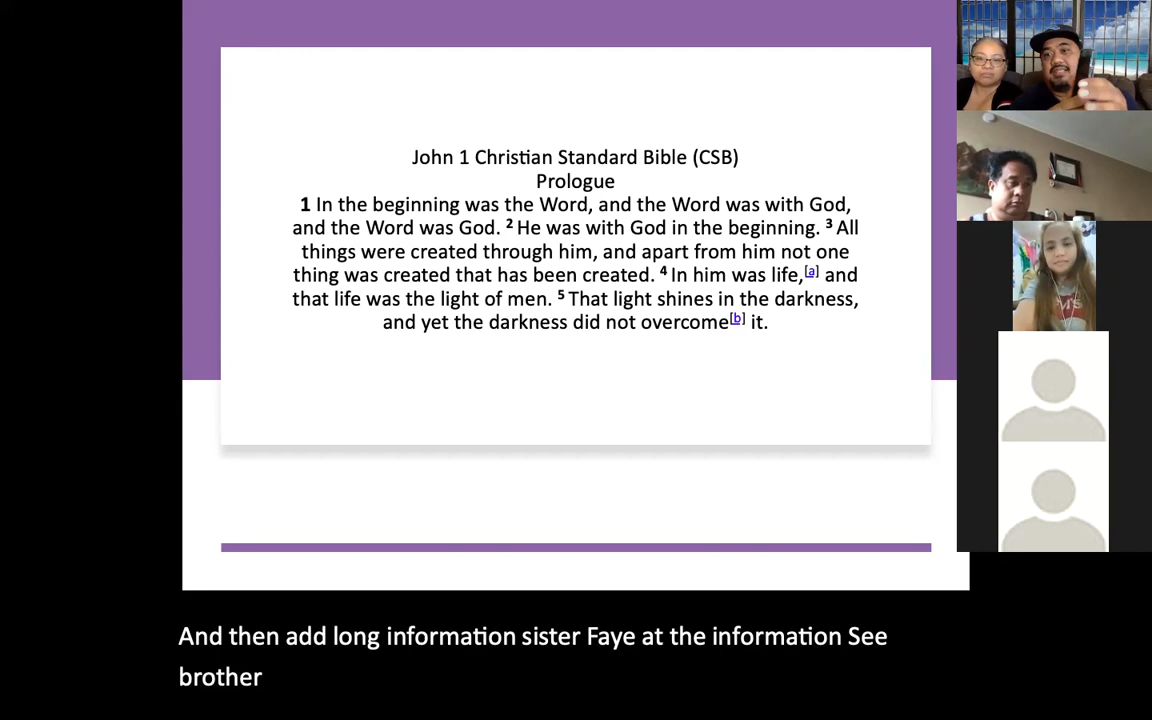 John 1 Christian Standard Bible (CSB)
Prologue
1 In the beginning was the Word, and the Word was with God,
and the Word was God. 2 He was with God in the beginning. 3 All
things were created through him, and apart from him not one
thing was created that has been created. 4 In him was life,[a] and
that life was the light of men. 5 That light shines in the darkness,
and yet the darkness did not overcome[b] it.
And then add long information sister Faye at the information See
brother